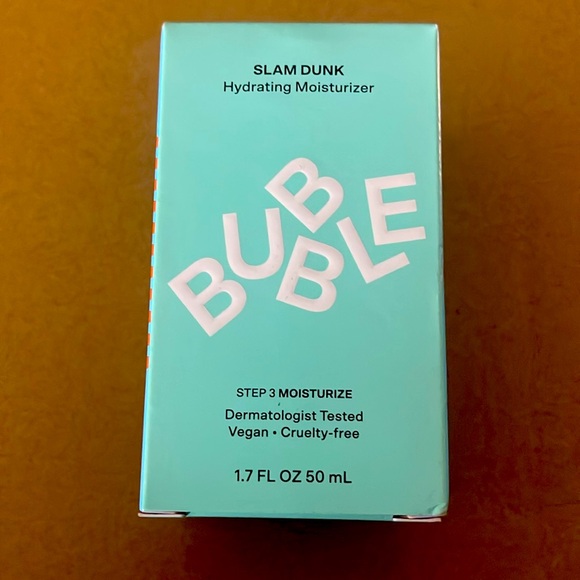 SLAM DUNK
Hydrating Moisturizer
BUBBLE
STEP 3 MOISTURIZE
Dermatologist Tested
Vegan • Cruelty-free
1.7 FL OZ 50 mL